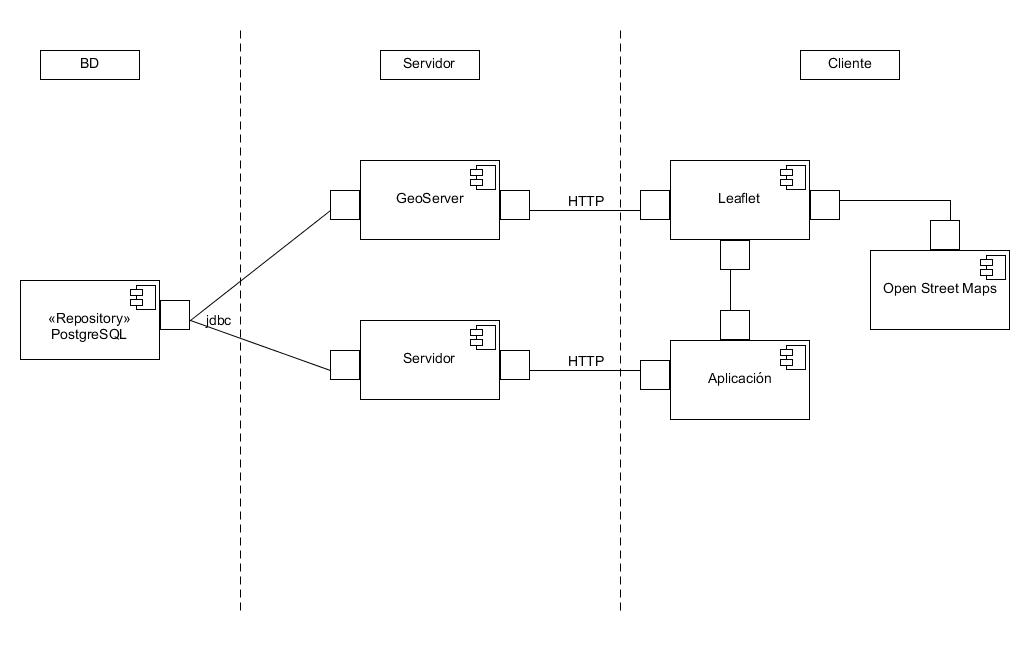 BD
Servidor
Cliente
GeoServer
HTTP
Leaflet
Open Street Maps
«Repository»
PostgreSQL
jdbc
Servidor
HTTP
Aplicación